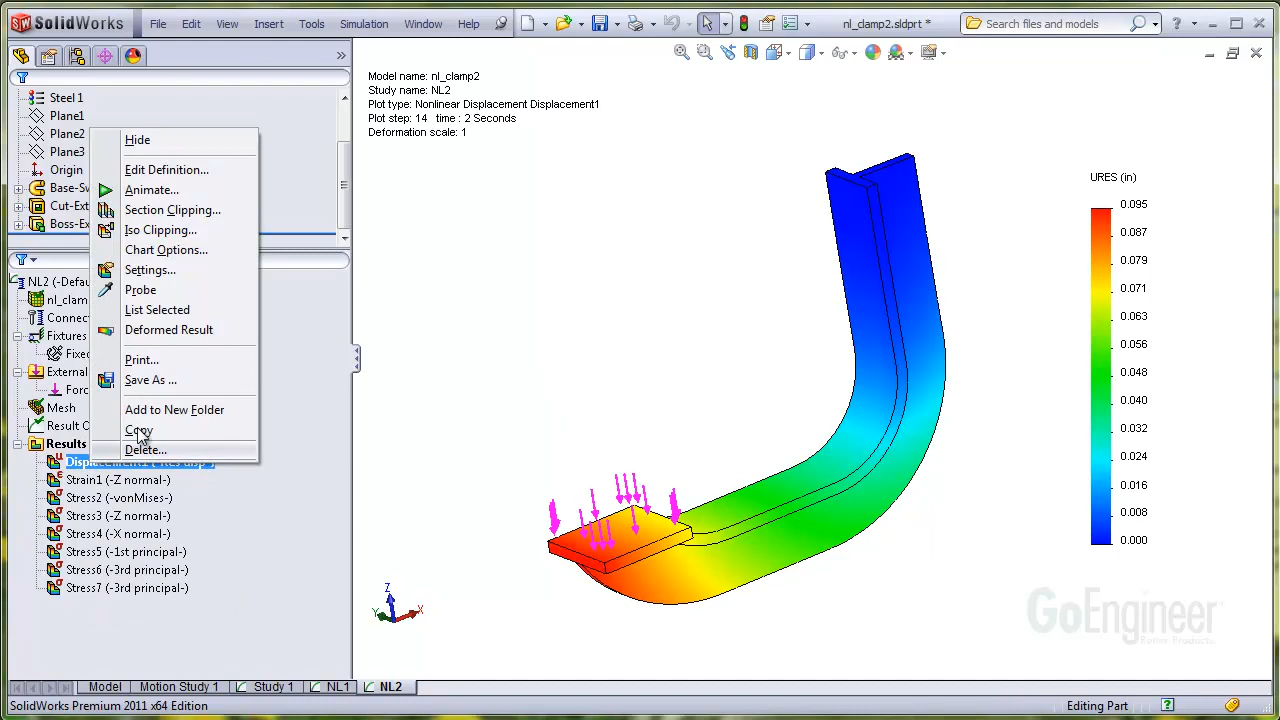 SolidWorks
File Edit View Insert Tools Simulation Window Help
nl_clamp2.sldprt *
Search files and models
Steel 1
Plane1
Plane2
Plane3
Origin
Base-Sw
Cut-Ext
Boss-Ex
Hide
Edit Definition...
Animate...
Section Clipping...
Iso Clipping...
Chart Options...
Settings...
Probe
List Selected
Deformed Result
Print...
Save As ...
Add to New Folder
Copy
Delete...
NL2 (-Defau
nl_clam
Connect
Fixtures
Fixed
External
Forc
Mesh
Result O
Results
Displacement1 (-Res disp-)
Strain1 (-Z normal-)
Stress2 (-vonMises-)
Stress3 (-Z normal-)
Stress4 (-X normal-)
Stress5 (-1st principal-)
Stress6 (-3rd principal-)
Stress7 (-3rd principal-)
Model name: nl_clamp2
Study name: NL2
Plot type: Nonlinear Displacement Displacement1
Plot step: 14 time : 2 Seconds
Deformation scale: 1
URES (in)
0.095
0.087
0.079
0.071
0.063
0.056
0.048
0.040
0.032
0.024
0.016
0.008
0.000
Z
Y
X
GoEngineer
Better Products.
Model Motion Study 1 Study 1 NL1 NL2
SolidWorks Premium 2011 x64 Edition
Editing Part